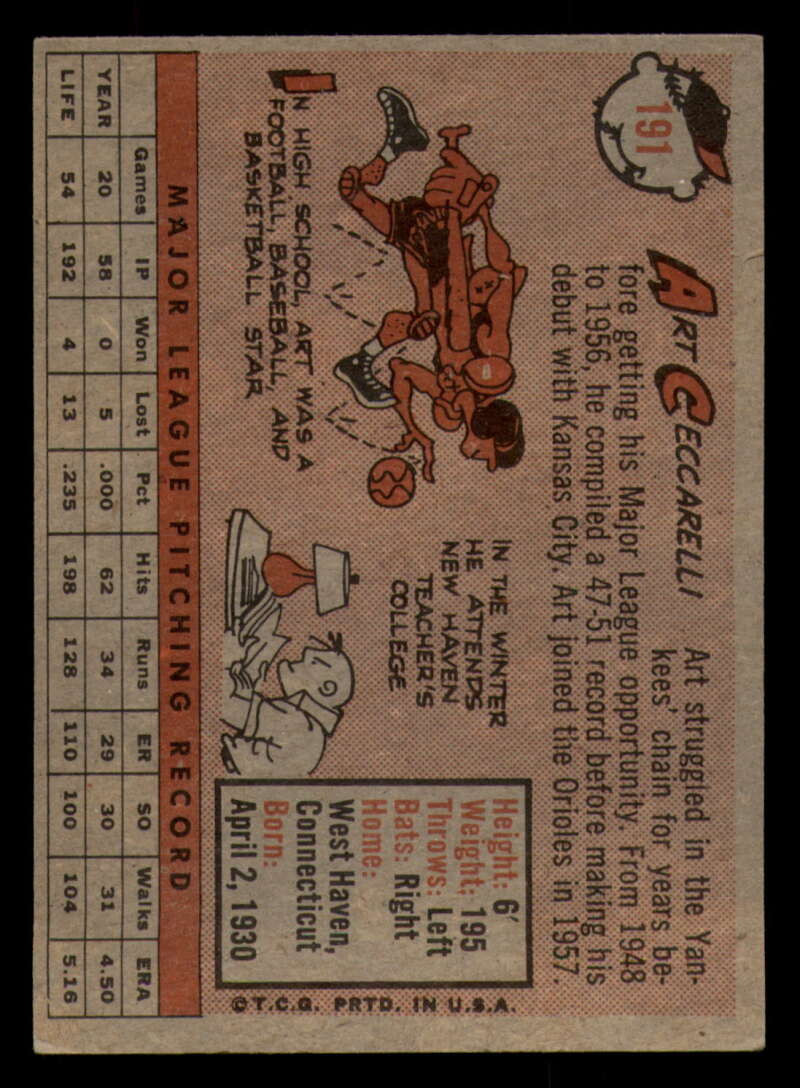 191
ART CECCARELLI
Art struggled in the Yan-
kees' chain for years be-
fore getting his Major League opportunity. From 1948
to 1956, he compiled a 47-51 record before making his
debut with Kansas City. Art joined the Orioles in 1957.
IN HIGH SCHOOL, ART WAS A
FOOTBALL, BASEBALL, AND
BASKETBALL STAR
IN THE WINTER
HE ATTENDS
NEW HAVEN
TEACHER'S
COLLEGE
Height: 6'
Weight: 195
Throws: Left
Bats: Right
Home:
West Haven,
Connecticut
Born:
April 2, 1930
©T.C.G. PRTD. IN U.S.A.
MAJOR LEAGUE PITCHING RECORD
Games IP Won Lost Pct Hits Runs ER SO Walks ERA
YEAR 20 58 0 5 .000 62 34 29 30 31 4.50
LIFE 54 192 4 13 .235 198 128 110 100 104 5.16